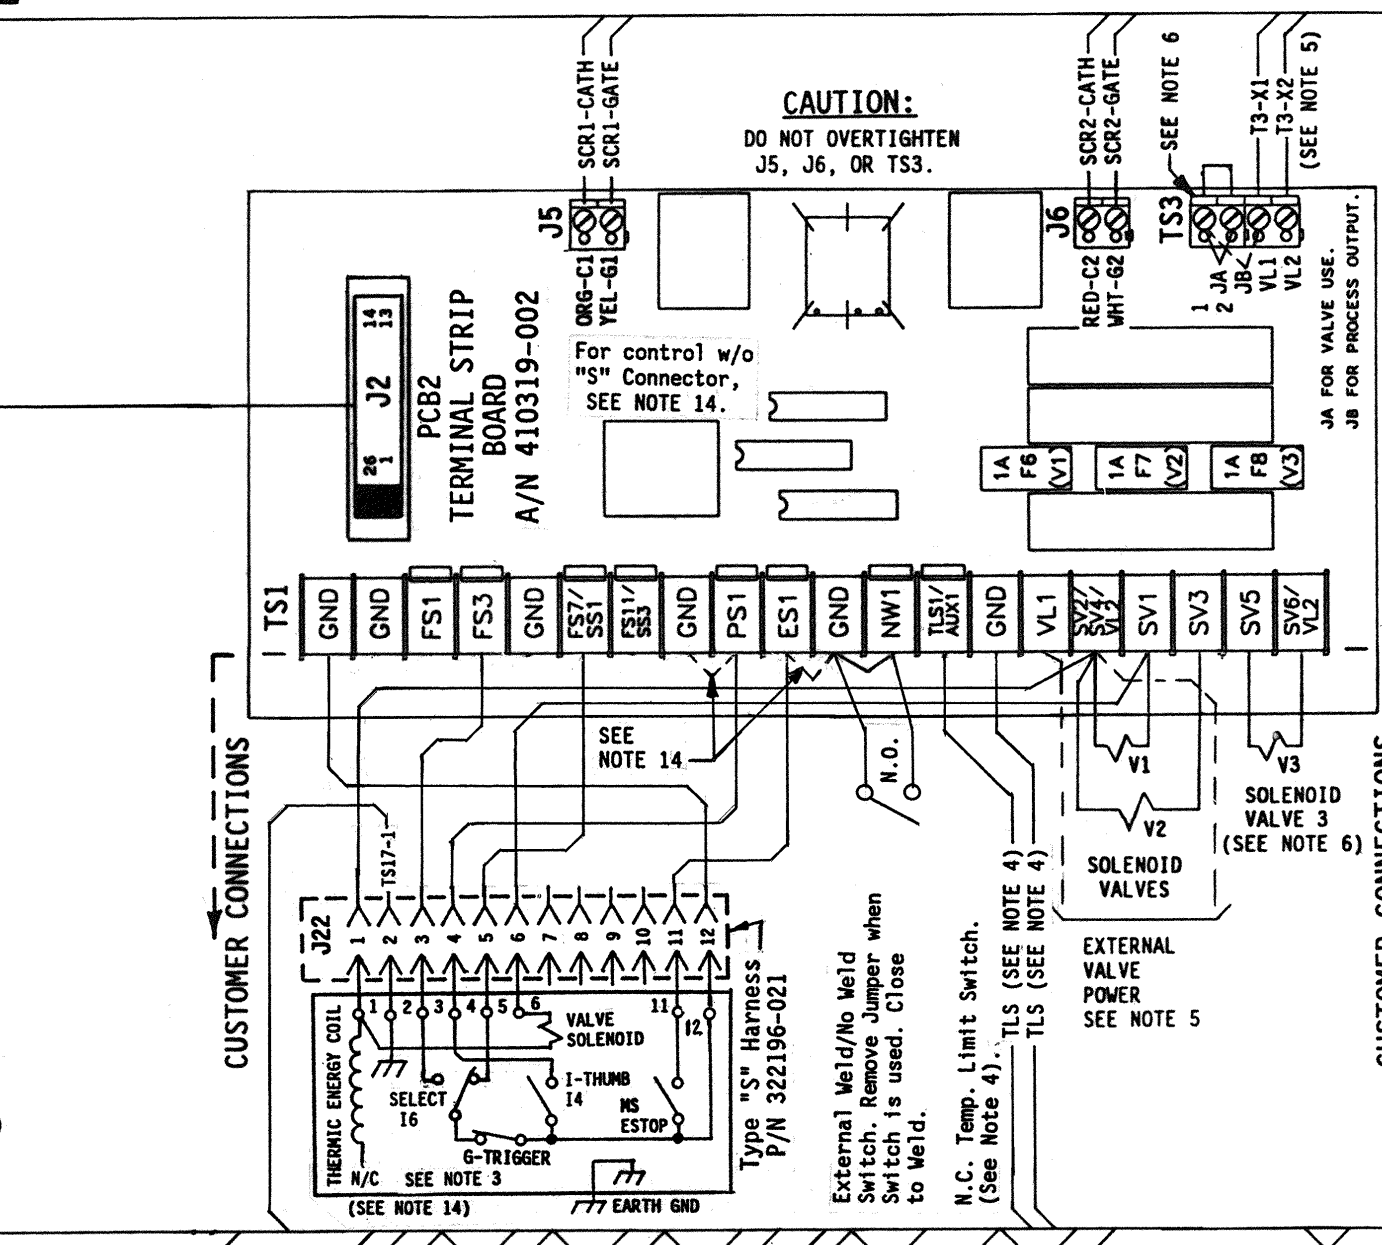 SCR1-CATH
SCR1-GATE
CAUTION:
DO NOT OVERTIGHTEN
J5, J6, OR TS3.
SCR2-CATH
SCR2-GATE
SEE NOTE 6
T3-X1
T3-X2
(SEE NOTE 5)
J5
ORG-C1
YEL-G1
J6
RED-C2
WHT-G2
TS3
1
2
JA
JB
VL1
VL2
JA FOR VALVE USE.
JB FOR PROCESS OUTPUT.
14
13
J2
26
1
PCB2
TERMINAL STRIP
BOARD
A/N 410319-002
For control w/o
"S" Connector,
SEE NOTE 14.
1A
F6
(V1)
1A
F7
(V2)
1A
F8
(V3)
TS1
GND
GND
FS1
FS3
GND
FS7/
SS1
FS11/
SS3
GND
PS1
ES1
GND
NW1
TLS1/
AUX1
GND
VL1
SV2/
SV4/
VL2
SV1
SV3
SV5
SV6/
VL2
CUSTOMER CONNECTIONS
SEE
NOTE 14
N.O.
V1
V2
V3
SOLENOID
VALVES
SOLENOID
VALVE 3
(SEE NOTE 6)
CUSTOMER CONNECTIONS
EXTERNAL
VALVE
POWER
SEE NOTE 5
TS17-1
J22
1
2
3
4
5
6
7
8
9
10
11
12
Type "S" Harness
P/N 322196-021
External Weld/No Weld
Switch. Remove Jumper when
Switch is used. Close
to Weld.
N.C. Temp. Limit Switch.
(See Note 4).
TLS (SEE NOTE 4)
TLS (SEE NOTE 4)
1
2
3
4
5
6
11
12
THERMIC ENERGY COIL
VALVE
SOLENOID
SELECT
I6
I-THUMB
I4
MS
ESTOP
G-TRIGGER
N/C
SEE NOTE 3
(SEE NOTE 14)
EARTH GND